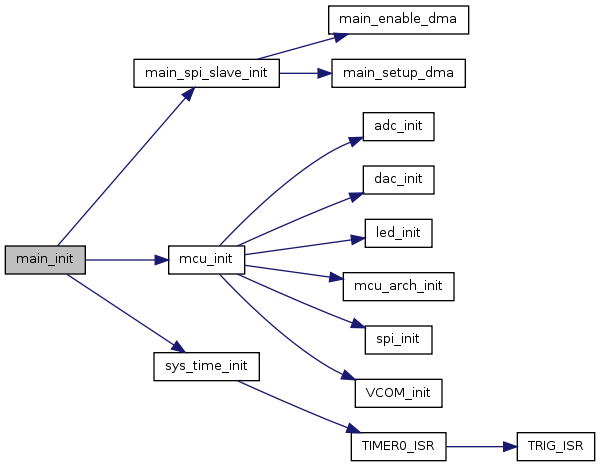 main_enable_dma
main_spi_slave_init
main_setup_dma
adc_init
dac_init
led_init
main_init
mcu_init
mcu_arch_init
spi_init
sys_time_init
VCOM_init
TIMER0_ISR
TRIG_ISR